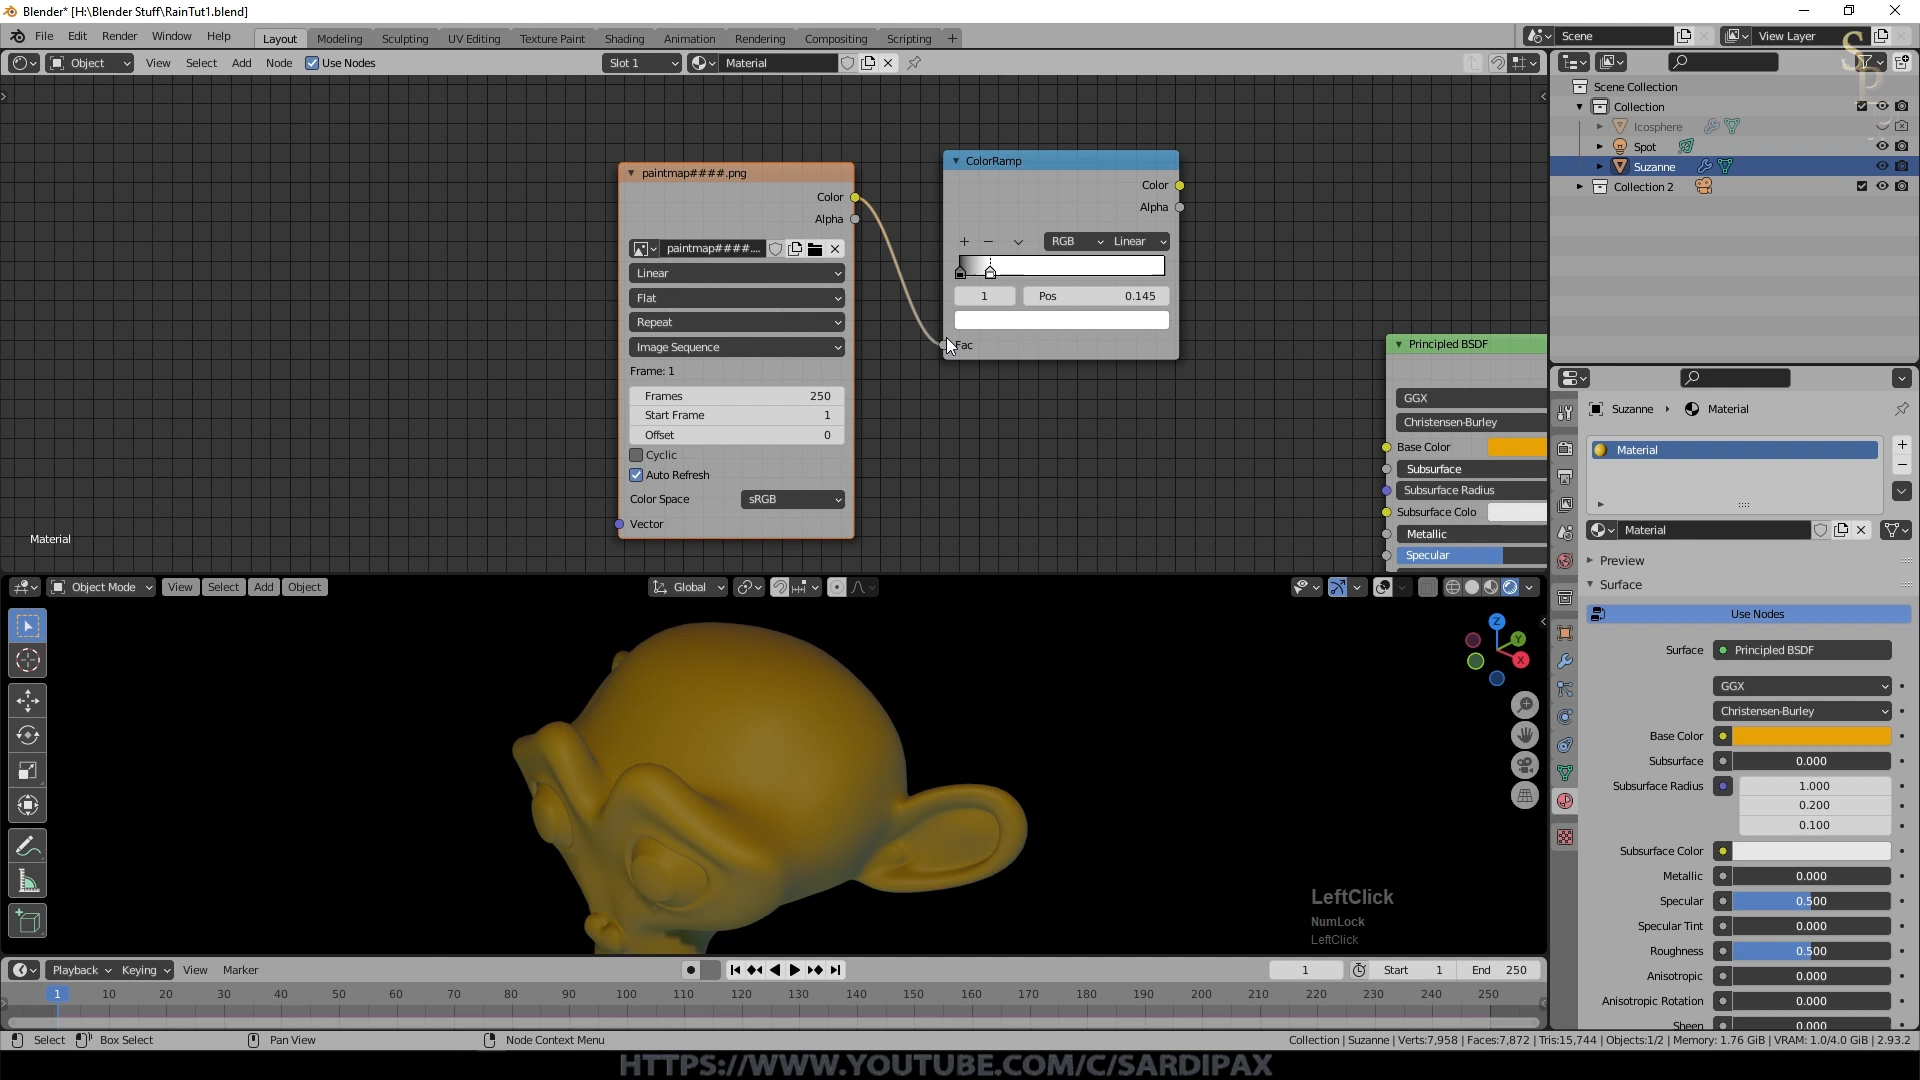 Blender* [H:\Blender Stuff\RainTut1.blend]
File Edit Render Window Help Layout Modeling Sculpting UV Editing Texture Paint Shading Animation Rendering Compositing Scripting + Scene View Layer
Object View Select Add Node Use Nodes Slot 1 Material
Scene Collection
Collection
Icosphere
Spot
Suzanne
Collection 2
paintmap####.png
Color
Alpha
paintmap####....
Linear
Flat
Repeat
Image Sequence
Frame: 1
Frames 250
Start Frame 1
Offset 0
Cyclic
Auto Refresh
Color Space sRGB
Vector
ColorRamp
Color
Alpha
RGB Linear
1 Pos 0.145
Fac
Principled BSDF
GGX
Christensen-Burley
Base Color
Subsurface
Subsurface Radius
Subsurface Colo
Metallic
Specular
Material
Suzanne Material
Material
Material
Preview
Surface
Use Nodes
Surface Principled BSDF
GGX
Christensen-Burley
Base Color
Subsurface 0.000
Subsurface Radius 1.000
0.200
0.100
Subsurface Color
Metallic 0.000
Specular 0.500
Specular Tint 0.000
Roughness 0.500
Anisotropic 0.000
Anisotropic Rotation 0.000
Sheen 0.000
Object Mode View Select Add Object Global
Z
Y
X
LeftClick
NumLock
LeftClick
Playback Keying View Marker 1 Start 1 End 250
1 10 20 30 40 50 60 70 80 90 100 110 120 130 140 150 160 170 180 190 200 210 220 230 240 250
Select Box Select Pan View Node Context Menu Collection | Suzanne | Verts:7,958 | Faces:7,872 | Tris:15,744 | Objects:1/2 | Memory: 1.76 GiB | VRAM: 1.0/4.0 GiB | 2.93.2
HTTPS://WWW.YOUTUBE.COM/C/SARDIPAX